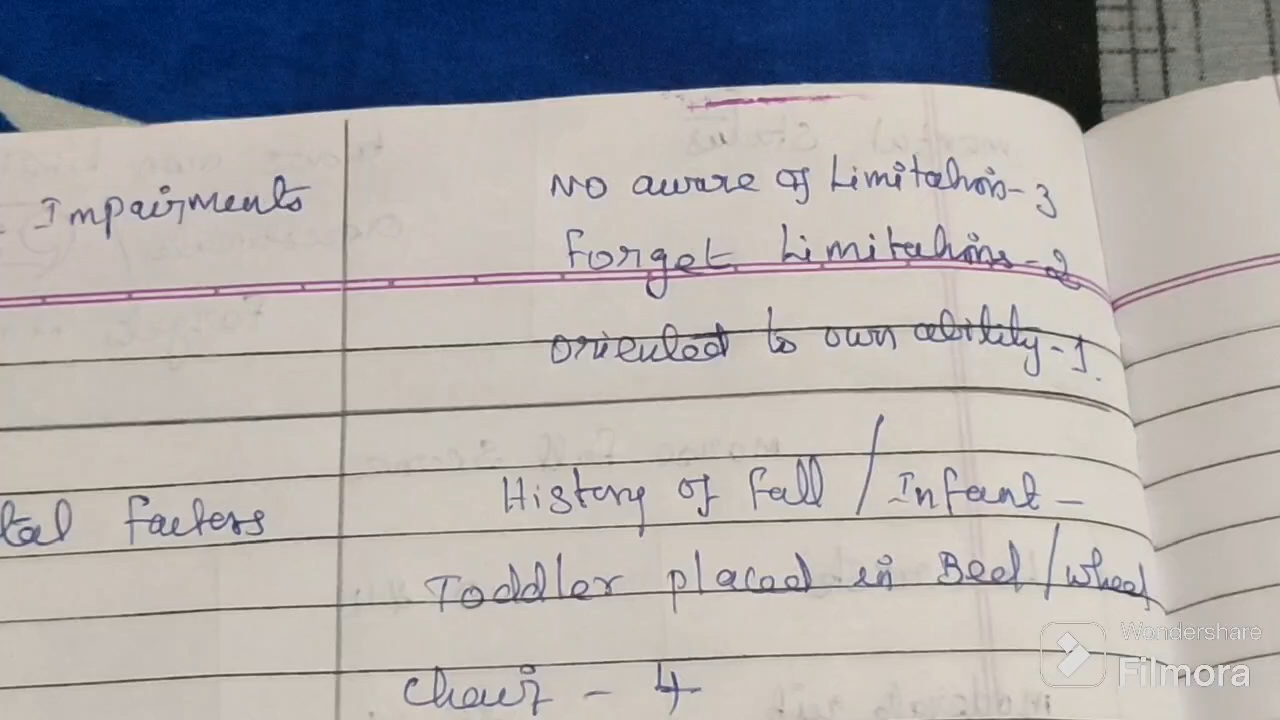 Impairments
No aware of Limitations - 3
Forget Limitations - 2
oriented to own ability - 1.
tal factors
History of Fall / Infant -
Toddler placed in Bed / wheel
chair - 4
Wondershare
Filmora